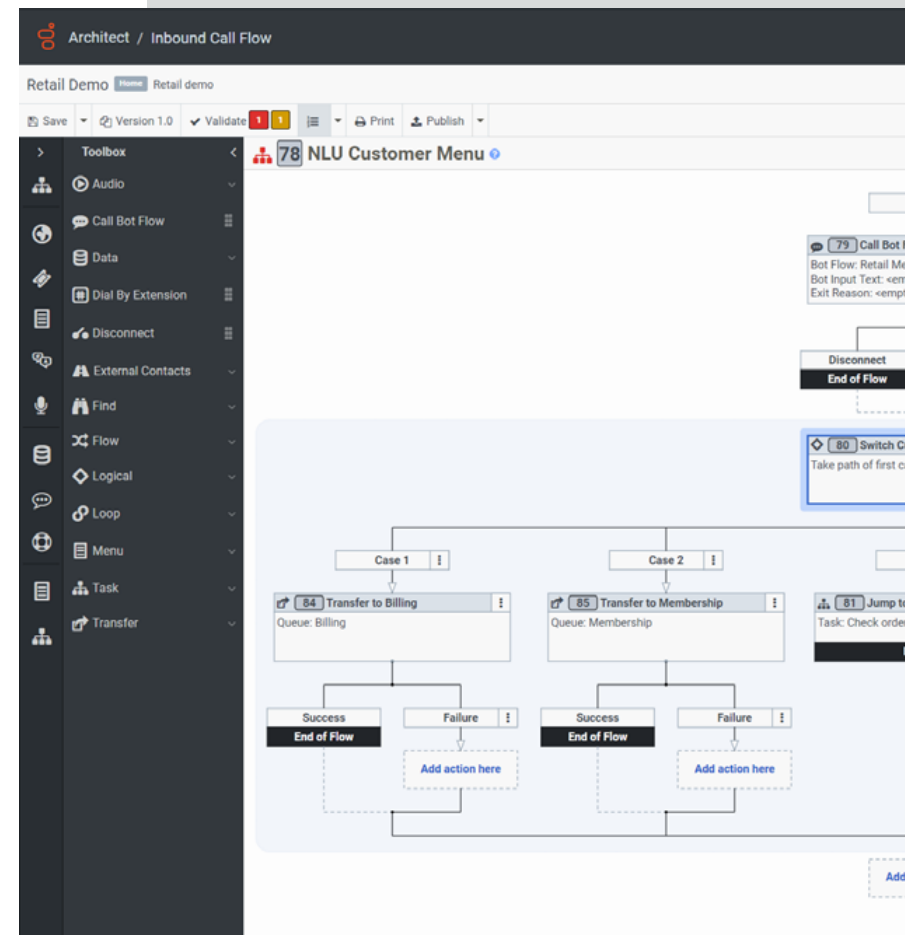 Architect / Inbound Call Flow
Retail Demo Home Retail demo
Save Version 1.0 Validate 1 1 Print Publish
Toolbox
78 NLU Customer Menu
Audio
Call Bot Flow
Data
Dial By Extension
Disconnect
External Contacts
Find
Flow
Logical
Loop
Menu
Task
Transfer
79 Call Bot
Bot Flow: Retail Me
Bot Input Text: <em
Exit Reason: <empt
Disconnect
End of Flow
80 Switch C
Take path of first c
Case 1
Case 2
84 Transfer to Billing
Queue: Billing
85 Transfer to Membership
Queue: Membership
81 Jump to
Task: Check order
Success
End of Flow
Failure
Add action here
Success
End of Flow
Failure
Add action here
Add